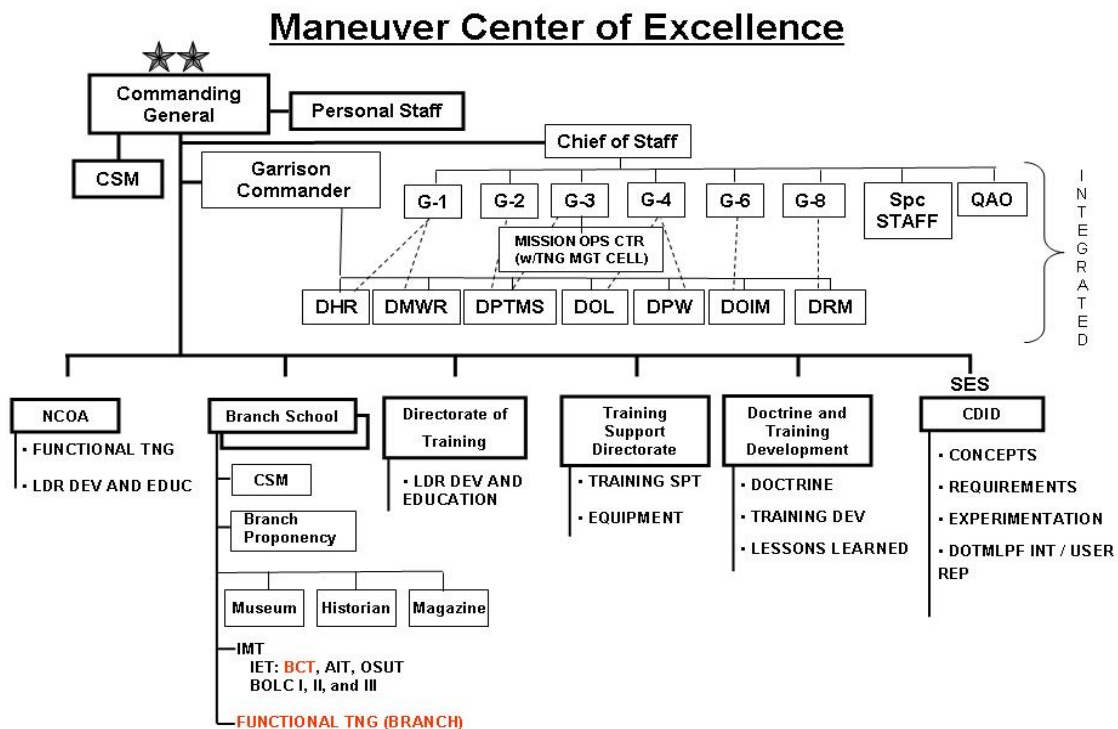 Maneuver Center of Excellence
Commanding
General
Personal Staff
Chief of Staff
CSM
Garrison
Commander
G-1
G-2
G-3
G-4
G-6
G-8
Spc
STAFF
QAO
INTEGRATED
MISSION OPS CTR
(w/TNG MGT CELL)
DHR
DMWR
DPTMS
DOL
DPW
DOIM
DRM
NCOA
· FUNCTIONAL TNG
· LDR DEV AND EDUC
Branch School
CSM
Branch
Proponency
Museum
Historian
Magazine
IMT
IET: BCT, AIT, OSUT
BOLC I, II, and III
FUNCTIONAL TNG (BRANCH)
Directorate of
Training
· LDR DEV AND
EDUCATION
Training
Support
Directorate
· TRAINING SPT
· EQUIPMENT
Doctrine and
Training
Development
· DOCTRINE
· TRAINING DEV
· LESSONS LEARNED
SES
CDID
· CONCEPTS
· REQUIREMENTS
· EXPERIMENTATION
· DOTMLPF INT / USER
REP